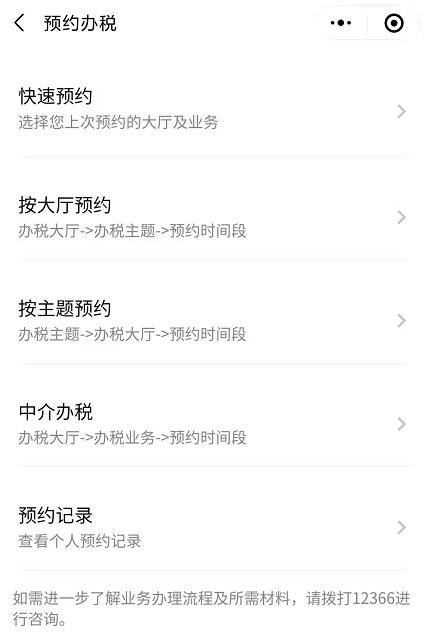 预约办税
快速预约
选择您上次预约的大厅及业务
按大厅预约
办税大厅->办税主题->预约时间段
按主题预约
办税主题->办税大厅->预约时间段
中介办税
办税大厅->办税业务->预约时间段
预约记录
查看个人预约记录
如需进一步了解业务办理流程及所需材料，请拨打12366进
行咨询。